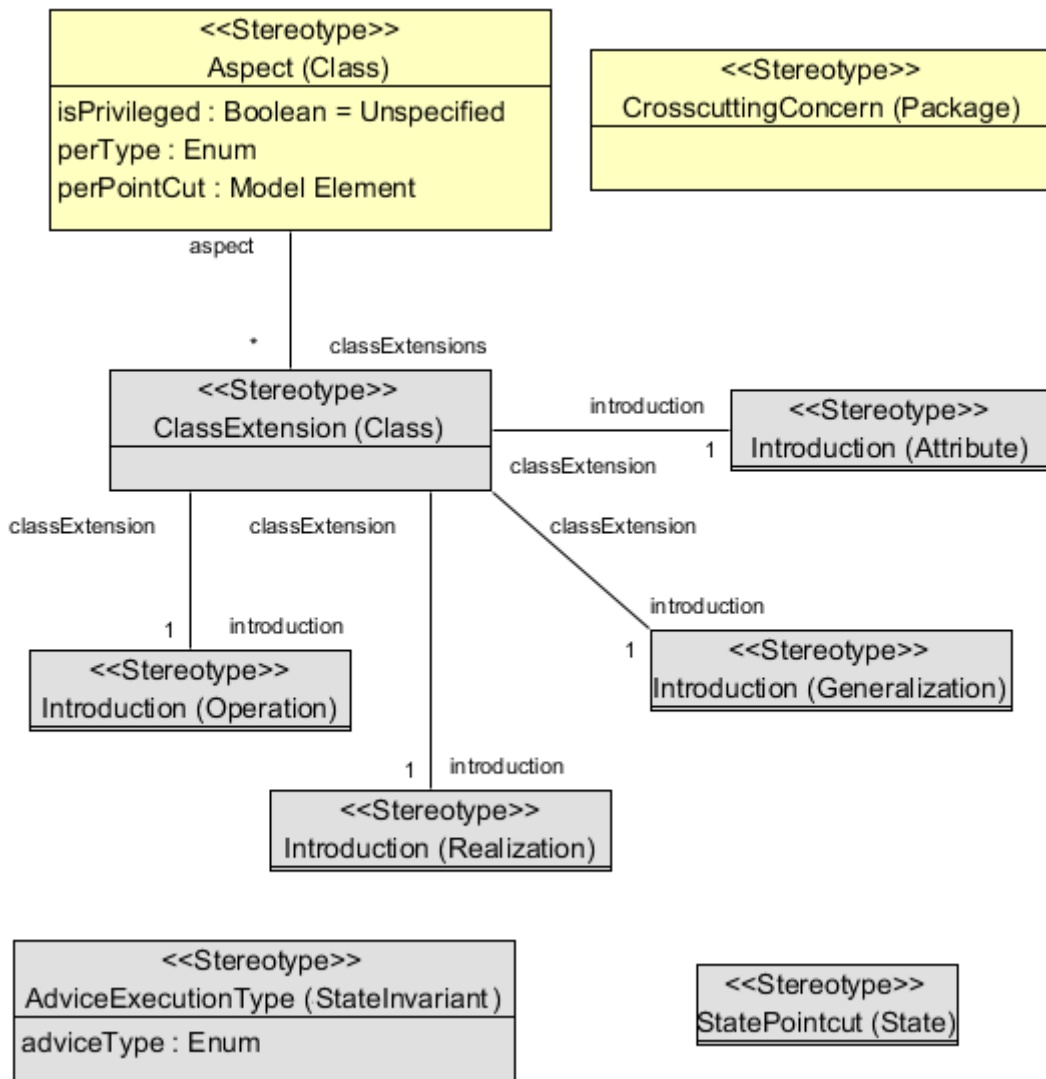 <<Stereotype>>
Aspect (Class)
isPrivileged : Boolean = Unspecified
perType : Enum
perPointCut : Model Element
<<Stereotype>>
CrosscuttingConcern (Package)
aspect
* classExtensions
<<Stereotype>>
ClassExtension (Class)
introduction
1
classExtension
<<Stereotype>>
Introduction (Attribute)
classExtension
classExtension
classExtension
1 introduction
<<Stereotype>>
Introduction (Operation)
introduction
1
<<Stereotype>>
Introduction (Generalization)
1 introduction
<<Stereotype>>
Introduction (Realization)
<<Stereotype>>
AdviceExecutionType (StateInvariant)
adviceType : Enum
<<Stereotype>>
StatePointcut (State)